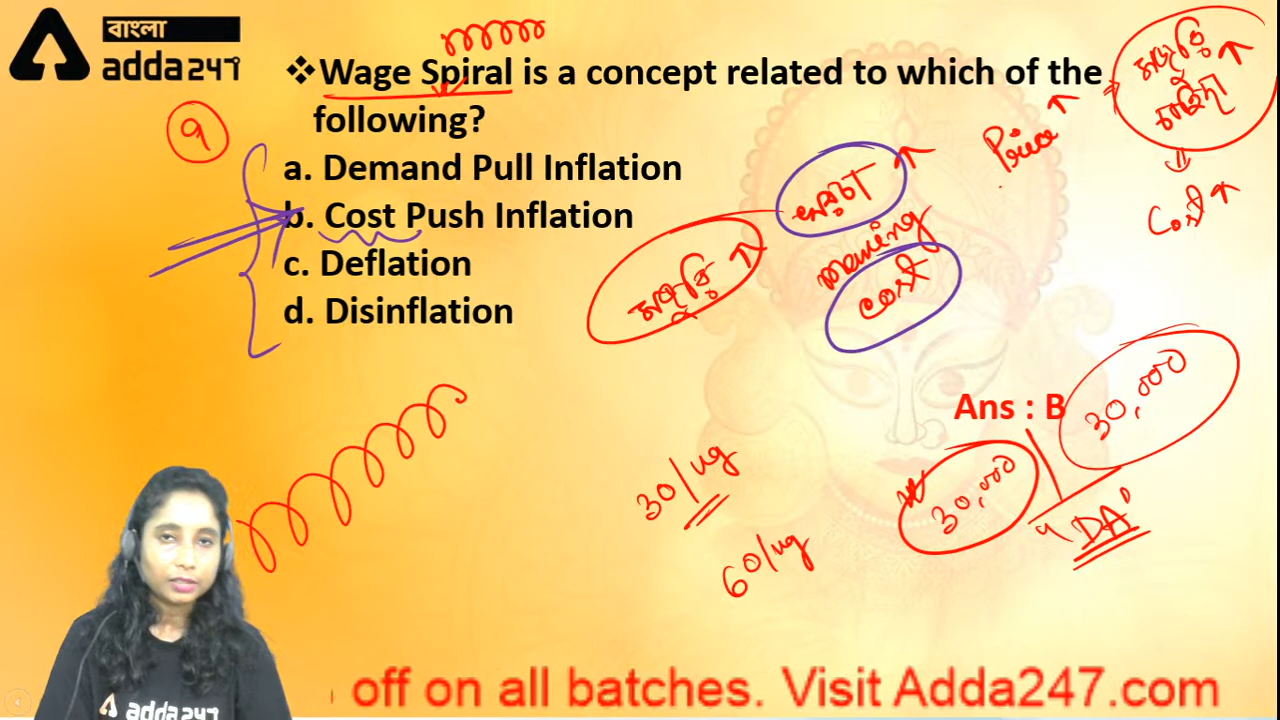 বাংলা
adda247
❖Wage Spiral is a concept related to which of the
following?
a. Demand Pull Inflation
b. Cost Push Inflation
c. Deflation
d. Disinflation
Price ↑
মজুরি
চাহিদা ↑
Cost ↑
মজুরি ↑
cost
Ans : B
30,000
30,000
"DA"
30/kg
60/kg
adda247
off on all batches. Visit Adda247.com